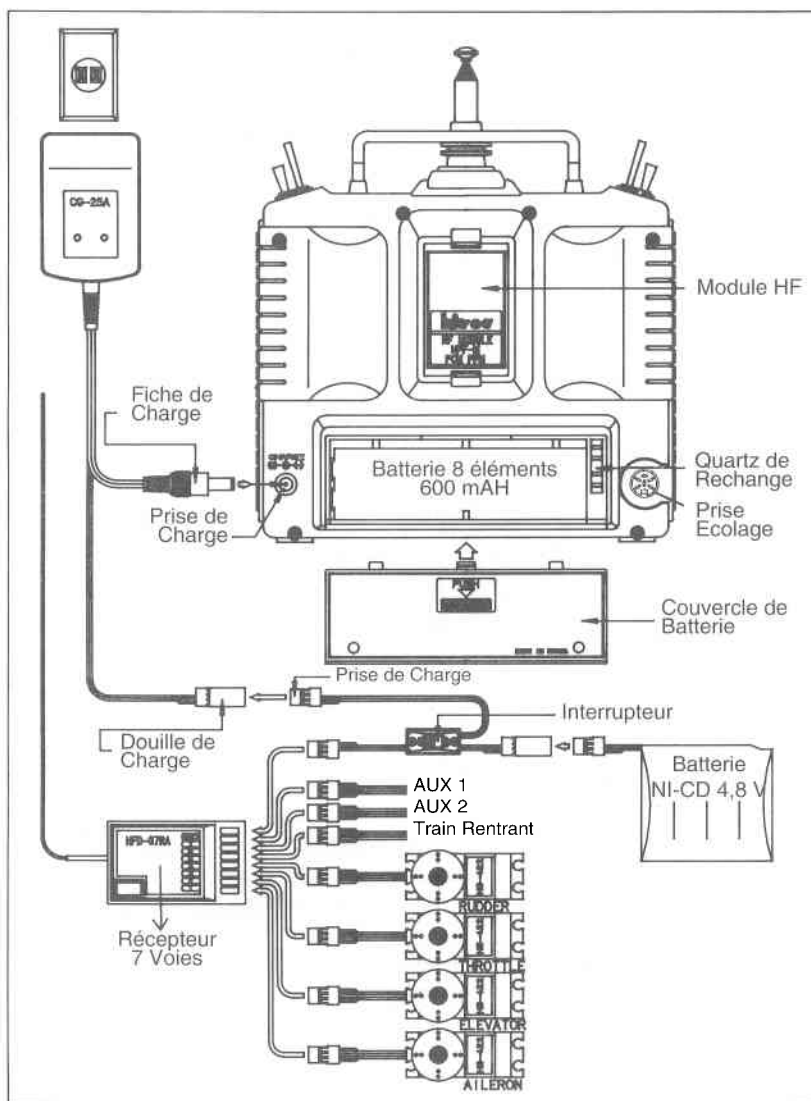 CG-25A
Module HF
Fiche de
Charge
Batterie 8 éléments
600 mAH
Quartz de
Rechange
Prise de
Charge
Prise
Ecolage
PUSH
Couvercle de
Batterie
Prise de Charge
Interrupteur
Douille de
Charge
Batterie
NI-CD 4,8 V
AUX 1
AUX 2
Train Rentrant
Récepteur
7 Voies
RUDDER
THROTTLE
ELEVATOR
AILERON